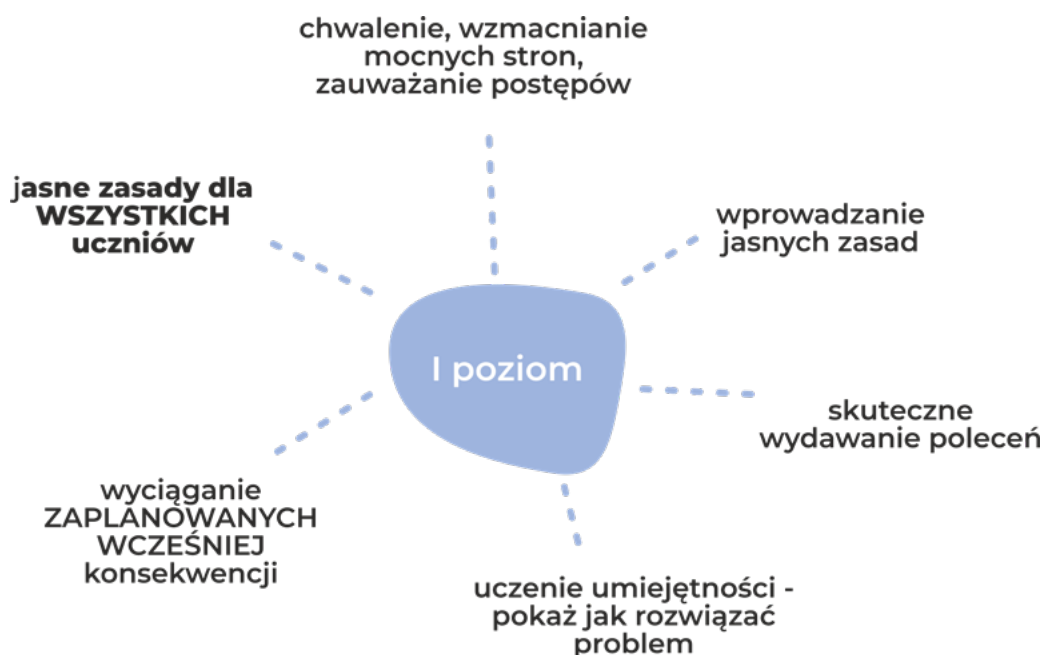 chwalenie, wzmacnianie
mocnych stron,
zauważanie postępów
jasne zasady dla
WSZYSTKICH
uczniów
wprowadzanie
jasnych zasad
I poziom
skuteczne
wydawanie poleceń
wyciąganie
ZAPLANOWANYCH
WCZEŚNIEJ
konsekwencji
uczenie umiejętności -
pokaż jak rozwiązać
problem